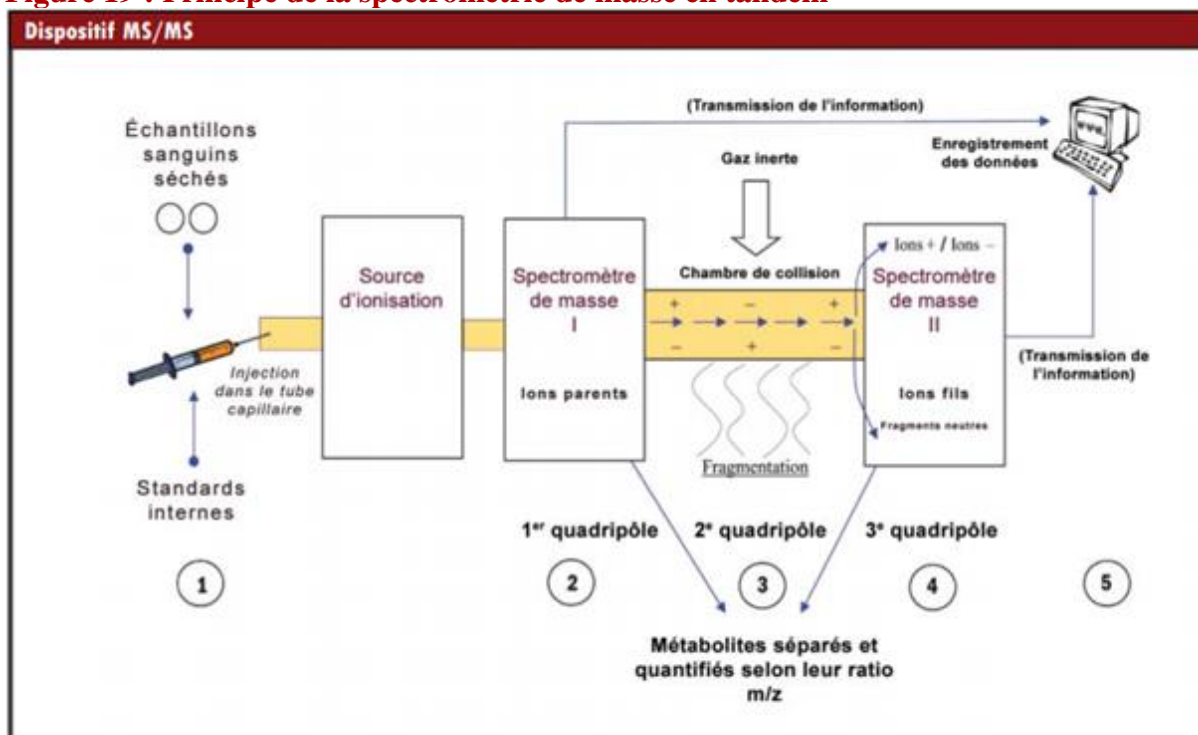 Figure 19 : Principe de la spectrométrie de masse en tandem
Dispositif MS/MS
Échantillons
sanguins
séchés
Injection
dans le tube
capillaire
Standards
internes
1
Source
d'ionisation
Spectromètre
de masse
I
Ions parents
1er quadripôle
2
(Transmission de l'information)
Gaz inerte
Chambre de collision
+ – +
– + –
Fragmentation
2e quadripôle
3
Ions + / Ions –
Spectromètre
de masse
II
Ions fils
Fragments neutres
3e quadripôle
4
Enregistrement
des données
(Transmission de
l'information)
5
Métabolites séparés et
quantifiés selon leur ratio
m/z